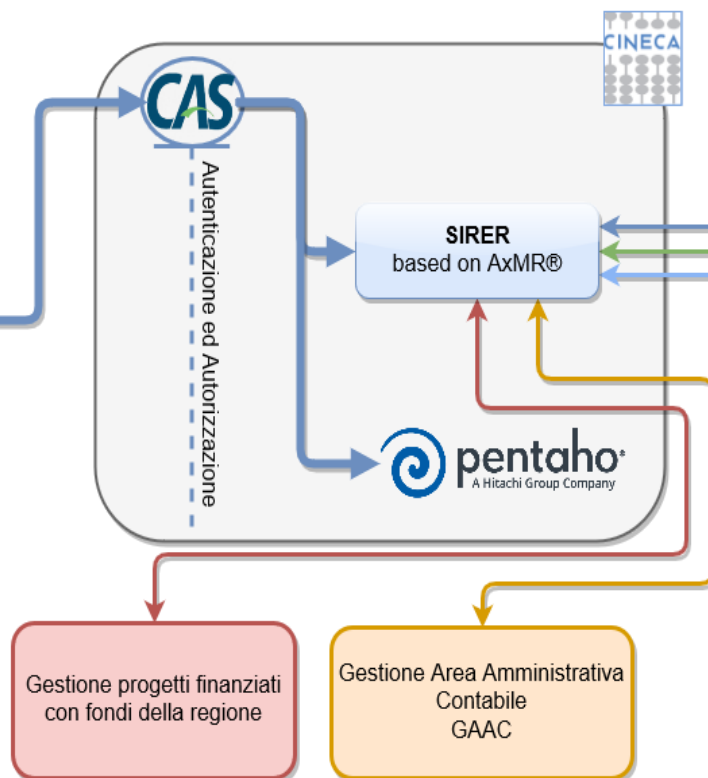 CINECA
CAS
Autenticazione ed Autorizzazione
SIRER
based on AxMR®
pentaho®
A Hitachi Group Company
Gestione progetti finanziati
con fondi della regione
Gestione Area Amministrativa
Contabile
GAAC